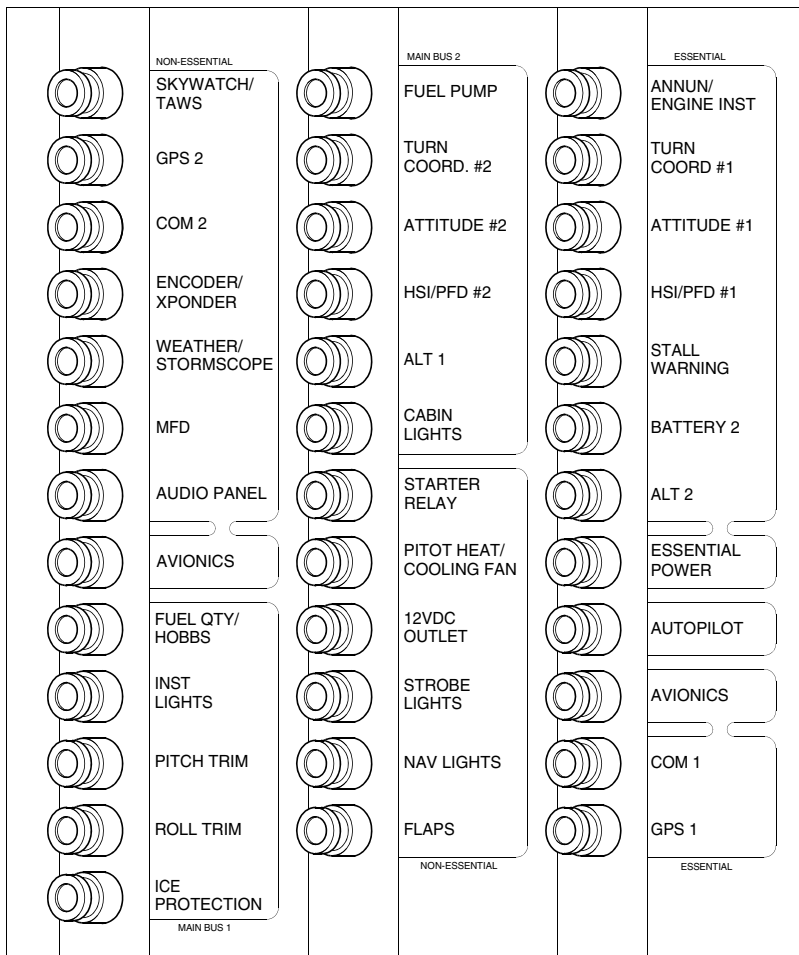 NON-ESSENTIAL
SKYWATCH/
TAWS
GPS 2
COM 2
ENCODER/
XPONDER
WEATHER/
STORMSCOPE
MFD
AUDIO PANEL
AVIONICS
FUEL QTY/
HOBBS
INST
LIGHTS
PITCH TRIM
ROLL TRIM
ICE
PROTECTION
MAIN BUS 1
MAIN BUS 2
FUEL PUMP
TURN
COORD. #2
ATTITUDE #2
HSI/PFD #2
ALT 1
CABIN
LIGHTS
STARTER
RELAY
PITOT HEAT/
COOLING FAN
12VDC
OUTLET
STROBE
LIGHTS
NAV LIGHTS
FLAPS
NON-ESSENTIAL
ESSENTIAL
ANNUN/
ENGINE INST
TURN
COORD #1
ATTITUDE #1
HSI/PFD #1
STALL
WARNING
BATTERY 2
ALT 2
ESSENTIAL
POWER
AUTOPILOT
AVIONICS
COM 1
GPS 1
ESSENTIAL